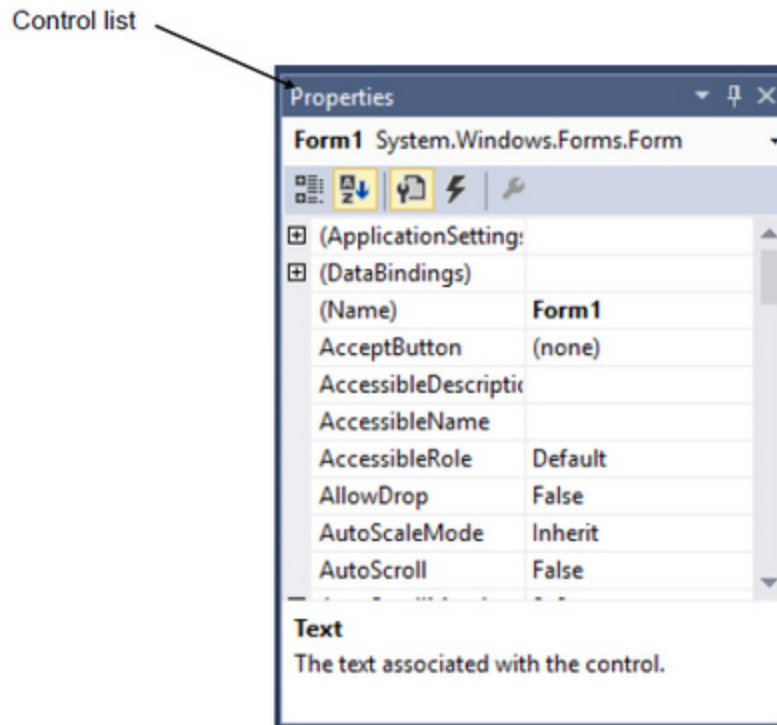 Control list
Properties
Form1 System.Windows.Forms.Form
(ApplicationSettings
(DataBindings)
(Name) Form1
AcceptButton (none)
AccessibleDescriptic
AccessibleName
AccessibleRole Default
AllowDrop False
AutoScaleMode Inherit
AutoScroll False
Text
The text associated with the control.